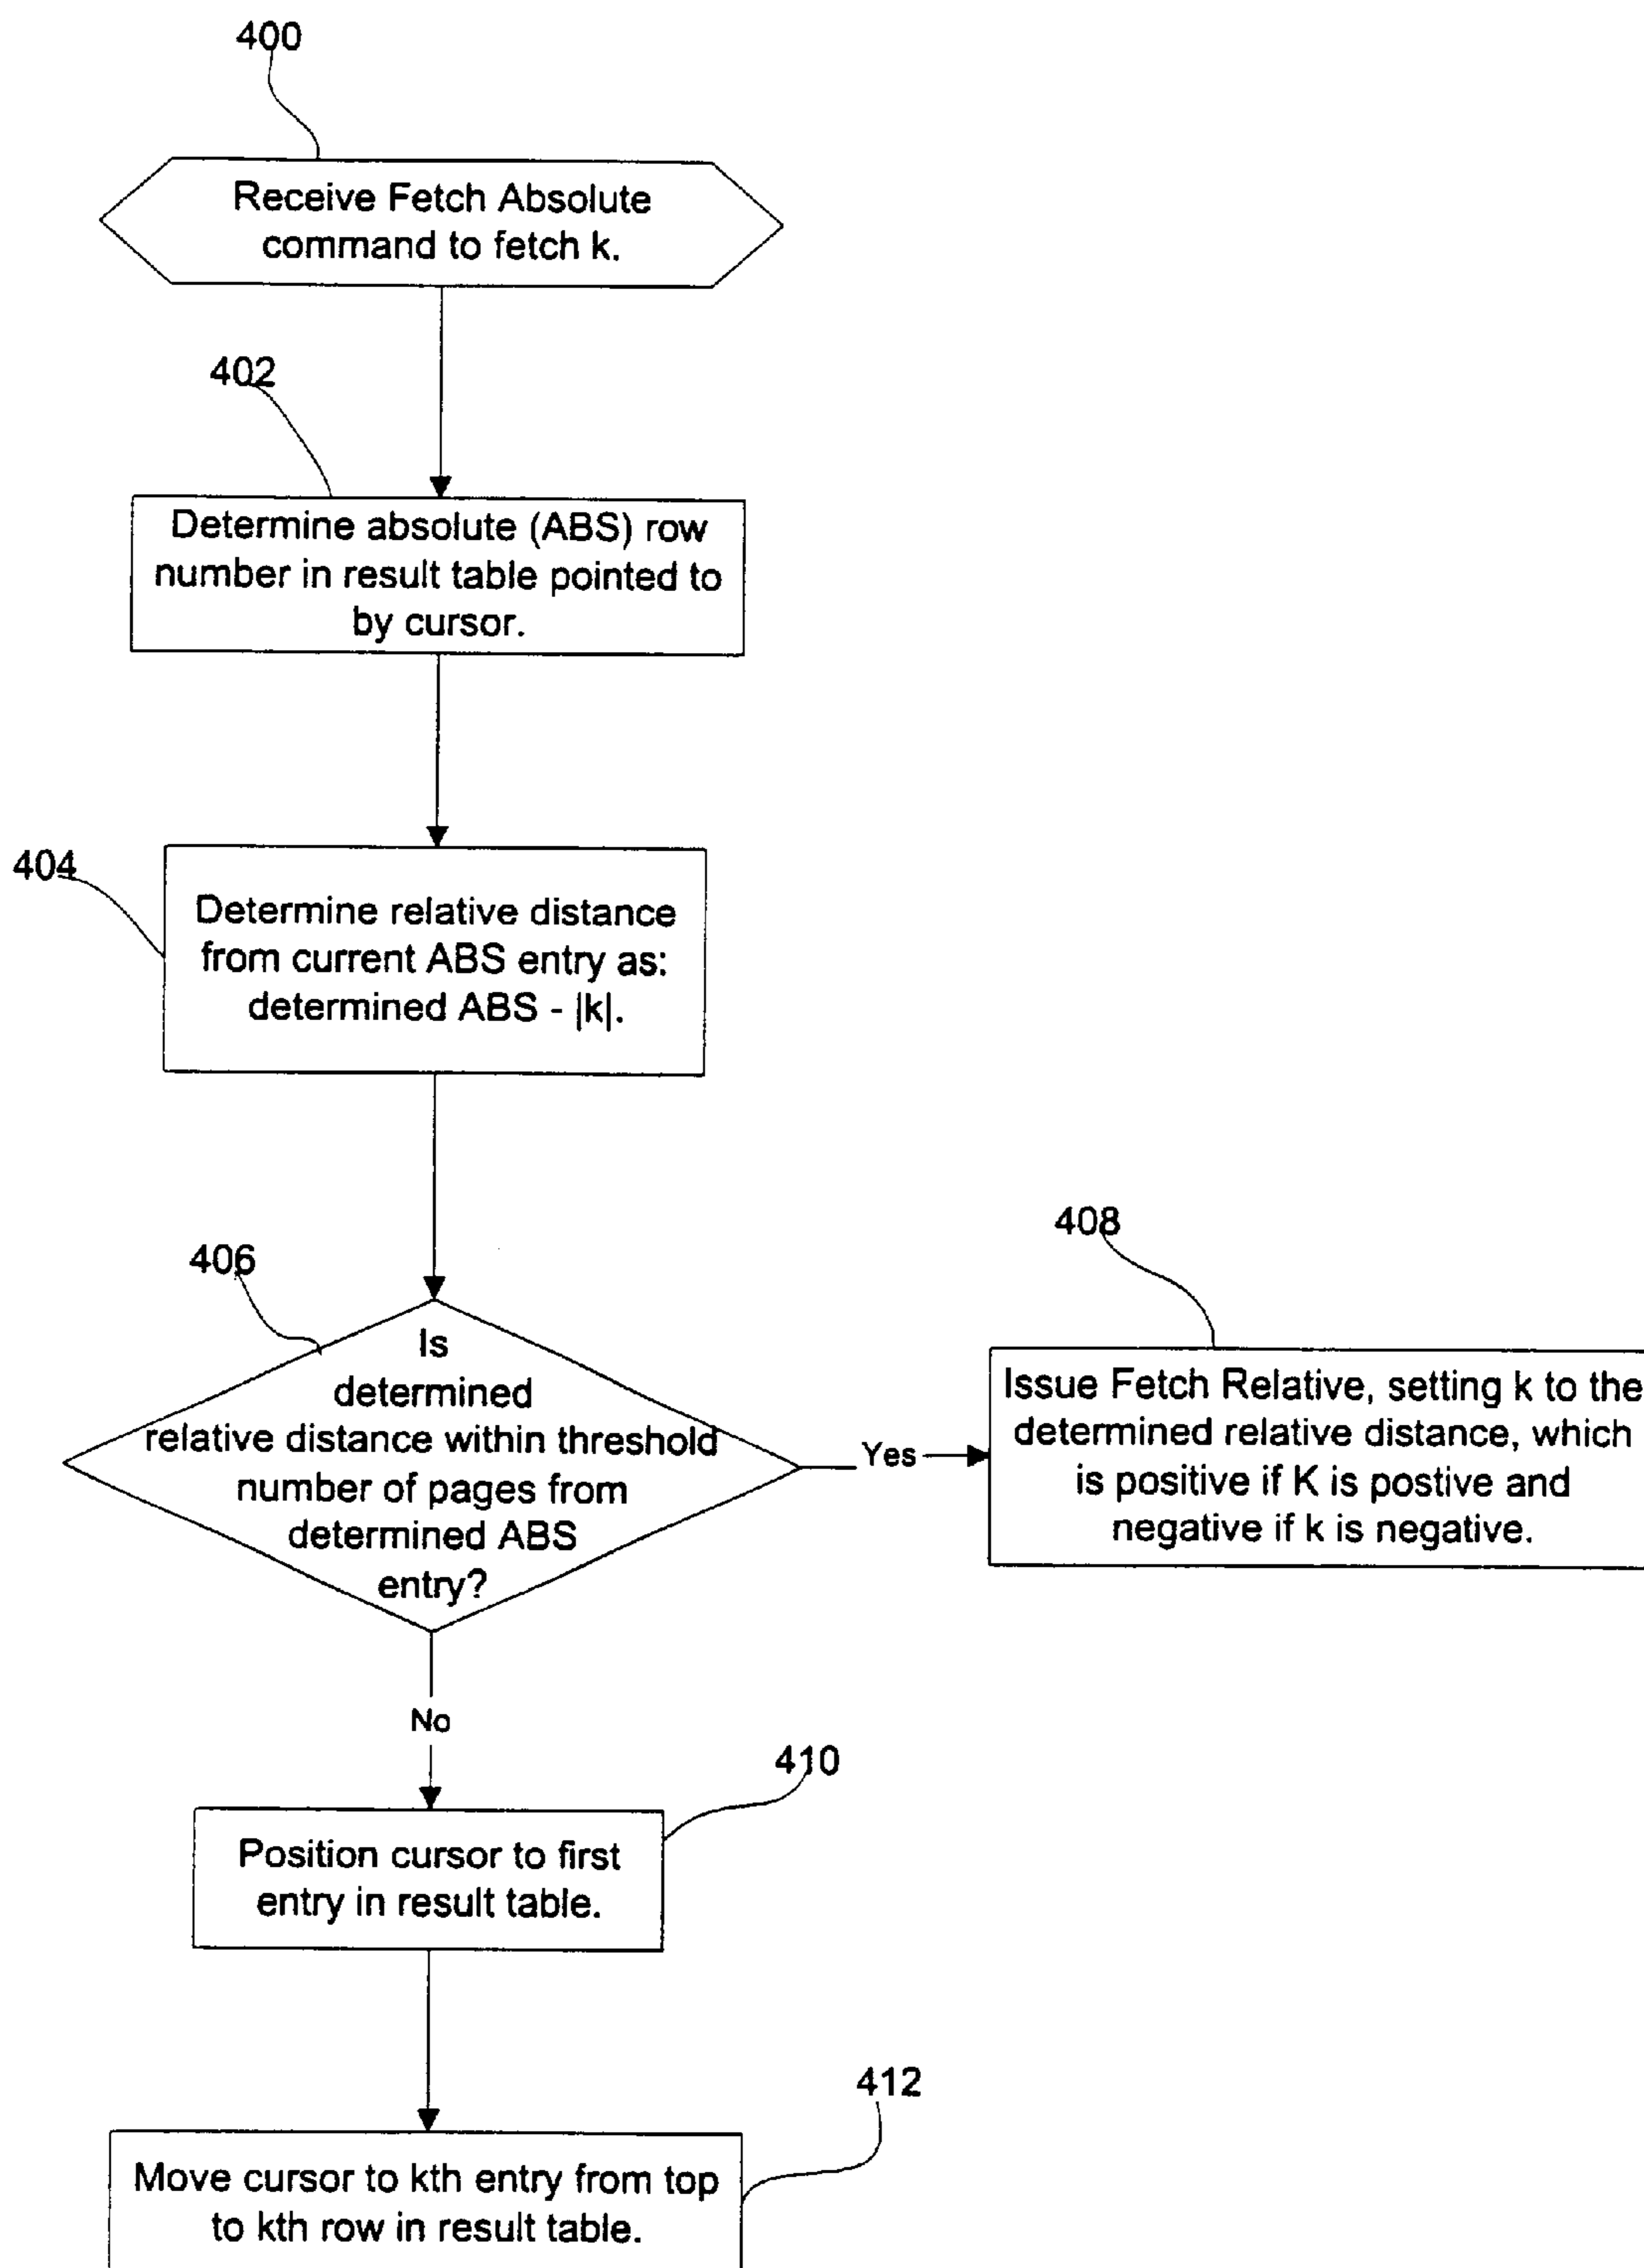 400
Receive Fetch Absolute
command to fetch k.
402
Determine absolute (ABS) row
number in result table pointed to
by cursor.
404
Determine relative distance
from current ABS entry as:
determined ABS - |k|.
406
Is
determined
relative distance within threshold
number of pages from
determined ABS
entry?
Yes
408
Issue Fetch Relative, setting k to the
determined relative distance, which
is positive if K is postive and
negative if k is negative.
No
410
Position cursor to first
entry in result table.
412
Move cursor to kth entry from top
to kth row in result table.